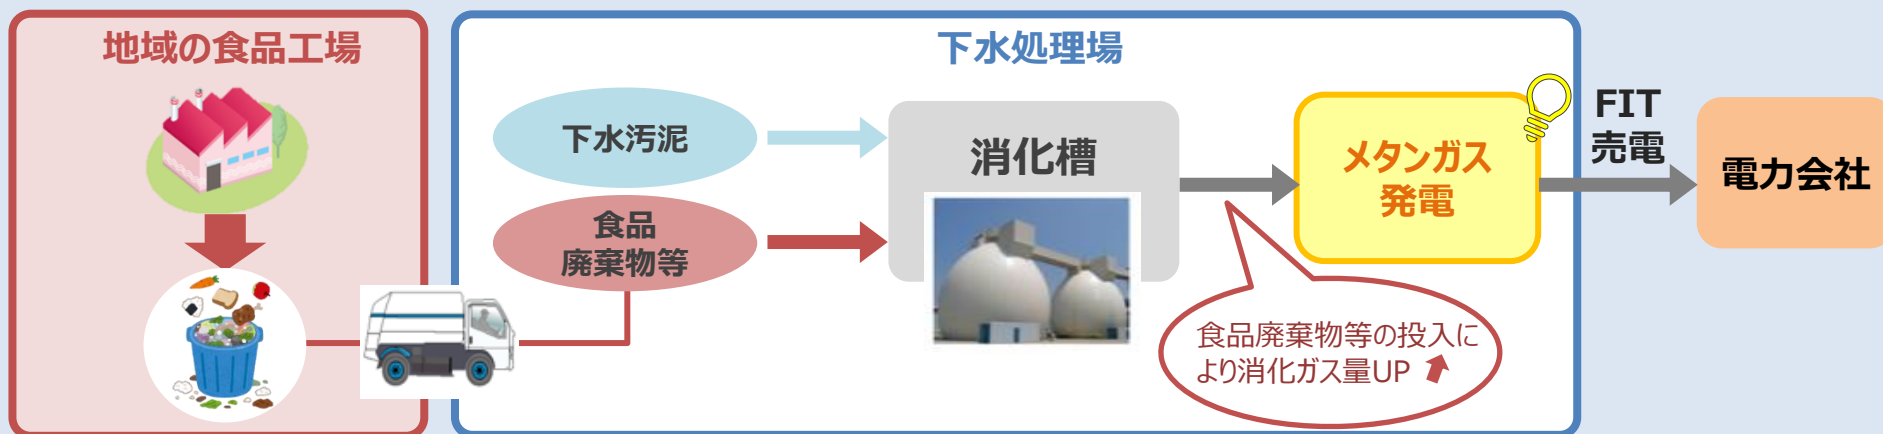 地域の食品工場
下水処理場
下水汚泥
食品
廃棄物等
消化槽
メタンガス
発電
食品廃棄物等の投入に
より消化ガス量UP
FIT
売電
電力会社